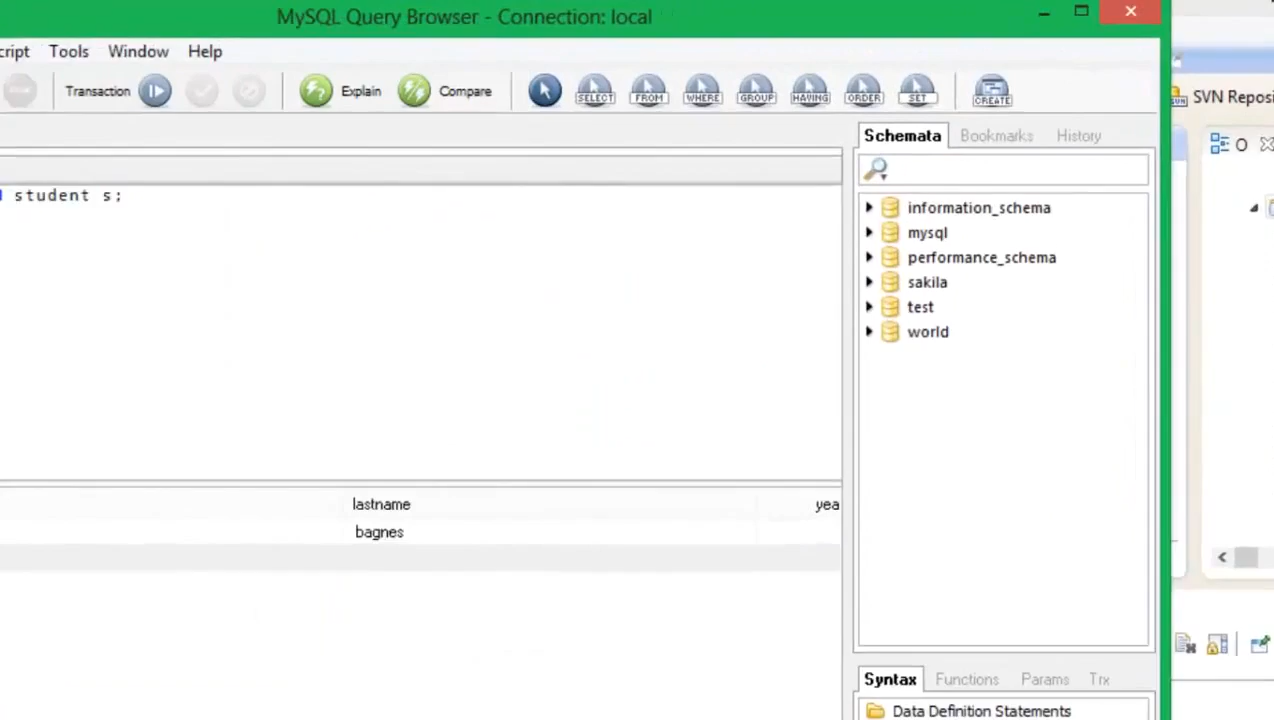 MySQL Query Browser - Connection: local
cript Tools Window Help
Transaction Explain Compare SELECT FROM WHERE GROUP HAVING ORDER SET CREATE
SVN Reposi
Schemata Bookmarks History
O
student s;
information_schema
mysql
performance_schema
sakila
test
world
lastname yea
bagnes
Syntax Functions Params Trx
Data Definition Statements